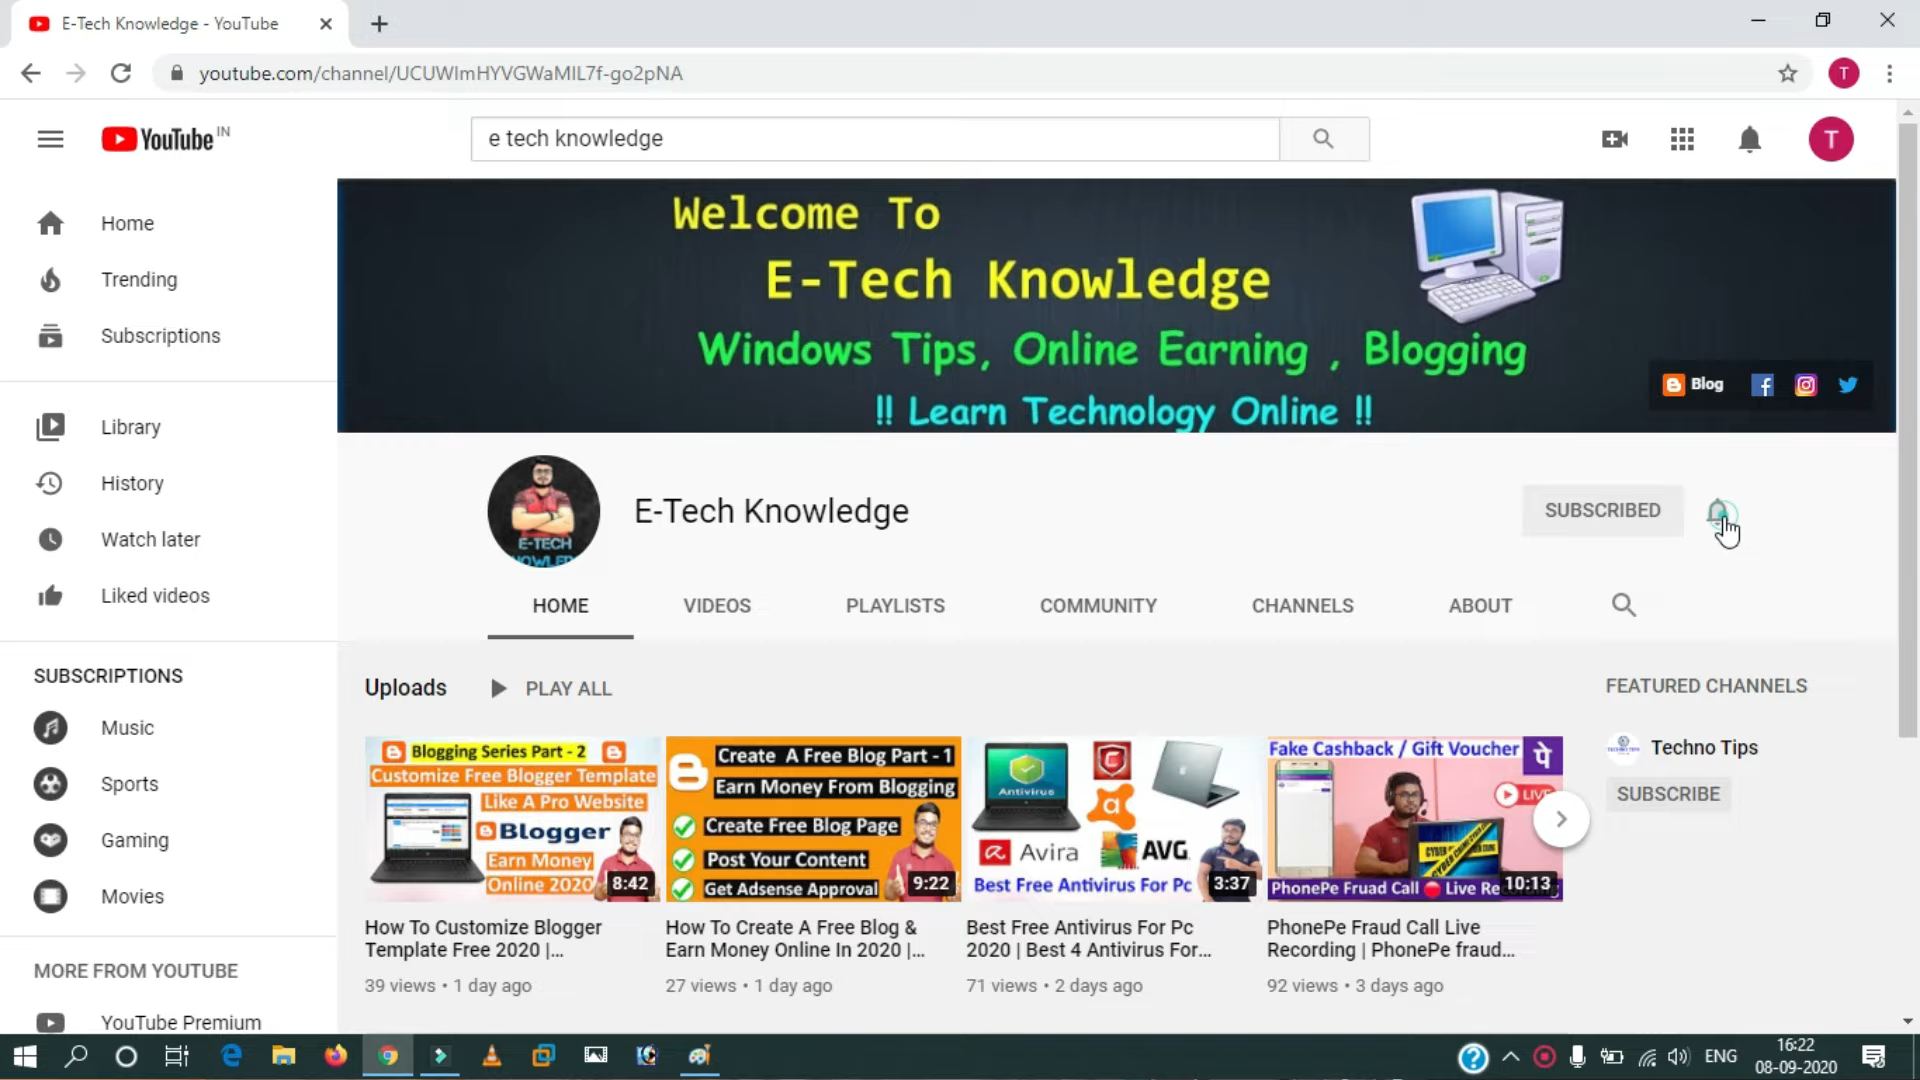 E-Tech Knowledge - YouTube
youtube.com/channel/UCUWlmHYVGWaMIL7f-go2pNA
T
YouTube IN
e tech knowledge
T
Home
Trending
Subscriptions
Library
History
Watch later
Liked videos
SUBSCRIPTIONS
Music
Sports
Gaming
Movies
MORE FROM YOUTUBE
YouTube Premium
Welcome To
E-Tech Knowledge
Windows Tips, Online Earning , Blogging
!! Learn Technology Online !!
Blog
E-TECH
E-Tech Knowledge
SUBSCRIBED
HOME VIDEOS PLAYLISTS COMMUNITY CHANNELS ABOUT
Uploads PLAY ALL
Blogging Series Part - 2
Customize Free Blogger Template
Like A Pro Website
Blogger
Earn Money
Online 2020
8:42
How To Customize Blogger
Template Free 2020 |...
39 views • 1 day ago
Create A Free Blog Part - 1
Earn Money From Blogging
Create Free Blog Page
Post Your Content
Get Adsense Approval
9:22
How To Create A Free Blog &
Earn Money Online In 2020 |...
27 views • 1 day ago
Antivirus
Avira
AVG
Best Free Antivirus For Pc
3:37
Best Free Antivirus For Pc
2020 | Best 4 Antivirus For...
71 views • 2 days ago
Fake Cashback / Gift Voucher पे
LIVE
PhonePe Fruad Call Live
10:13
PhonePe Fraud Call Live
Recording | PhonePe fraud...
92 views • 3 days ago
FEATURED CHANNELS
Techno Tips
SUBSCRIBE
ENG
16:22
08-09-2020